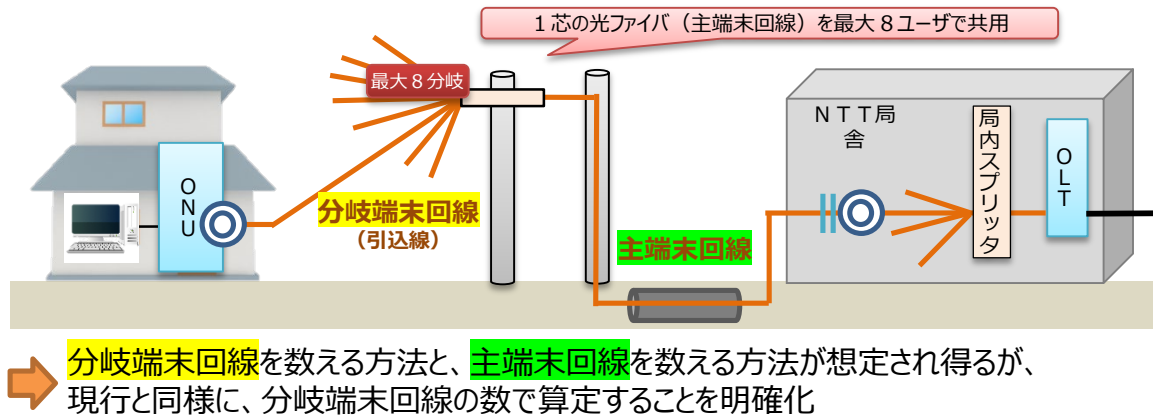 １芯の光ファイバ（主端末回線）を最大８ユーザで共用
最大８分岐
ＮＴＴ局
舎
局内スプリッタ
ＯＬＴ
ＯＮＵ
分岐端末回線
（引込線）
主端末回線
分岐端末回線を数える方法と、主端末回線を数える方法が想定され得るが、
現行と同様に、分岐端末回線の数で算定することを明確化